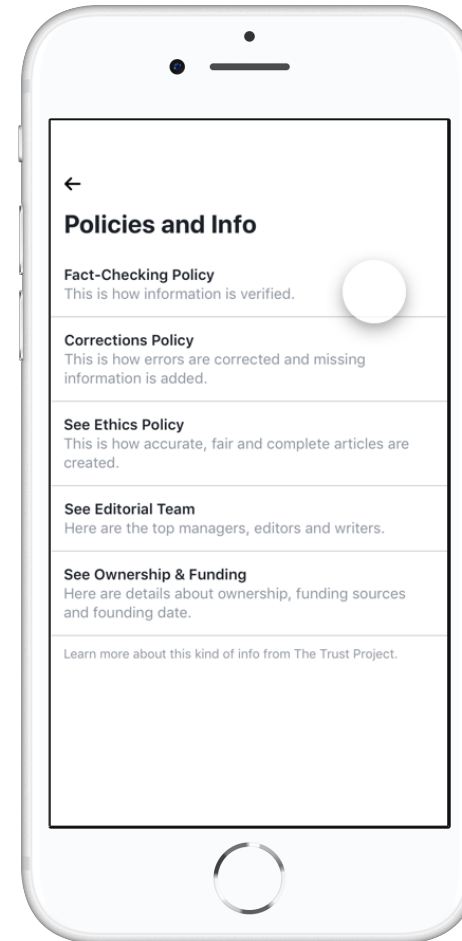 Policies and Info
Fact-Checking Policy
This is how information is verified.
Corrections Policy
This is how errors are corrected and missing
information is added.
See Ethics Policy
This is how accurate, fair and complete articles are
created.
See Editorial Team
Here are the top managers, editors and writers.
See Ownership & Funding
Here are details about ownership, funding sources
and founding date.
Learn more about this kind of info from The Trust Project.